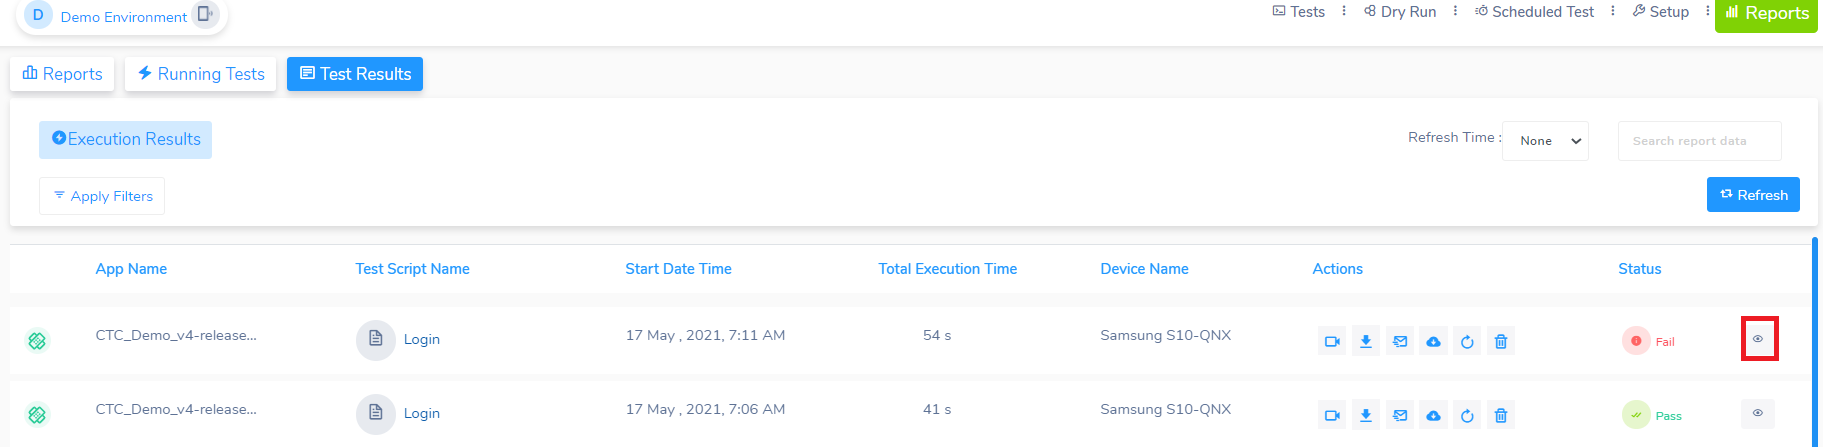 D Demo Environment Tests Dry Run Scheduled Test Setup Reports
Reports Running Tests Test Results
Execution Results Refresh Time : None Search report data
Apply Filters Refresh
App Name Test Script Name Start Date Time Total Execution Time Device Name Actions Status
CTC_Demo_v4-release... Login 17 May , 2021, 7:11 AM 54 s Samsung S10-QNX Fail
CTC_Demo_v4-release... Login 17 May , 2021, 7:06 AM 41 s Samsung S10-QNX Pass